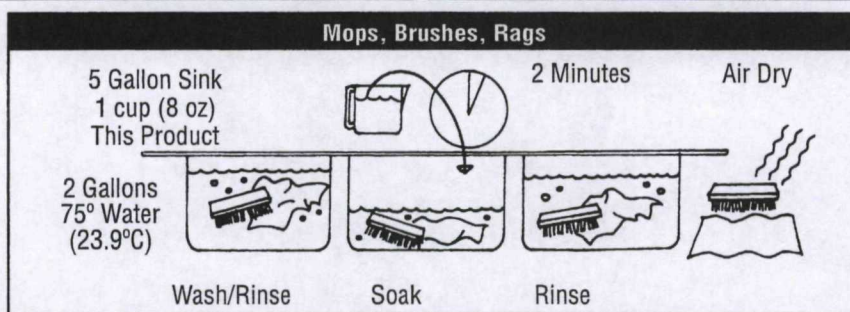 Mops, Brushes, Rags
5 Gallon Sink
1 cup (8 oz)
This Product
2 Minutes
Air Dry
2 Gallons
75º Water
(23.9ºC)
Wash/Rinse
Soak
Rinse